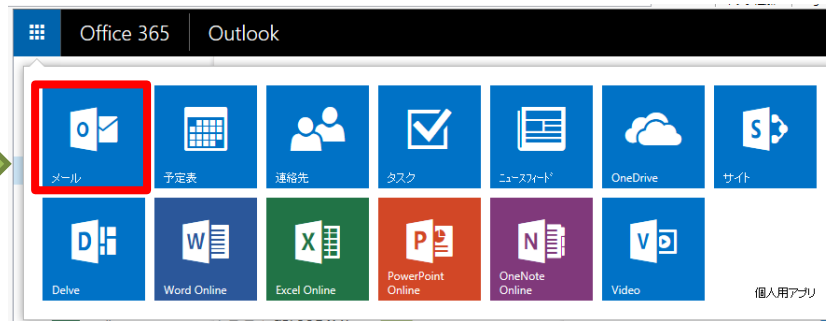 Office 365 Outlook
メール 予定表 連絡先 タスク ニュースフィード OneDrive サイト
Delve Word Online Excel Online PowerPoint Online OneNote Online Video 個人用アプリ